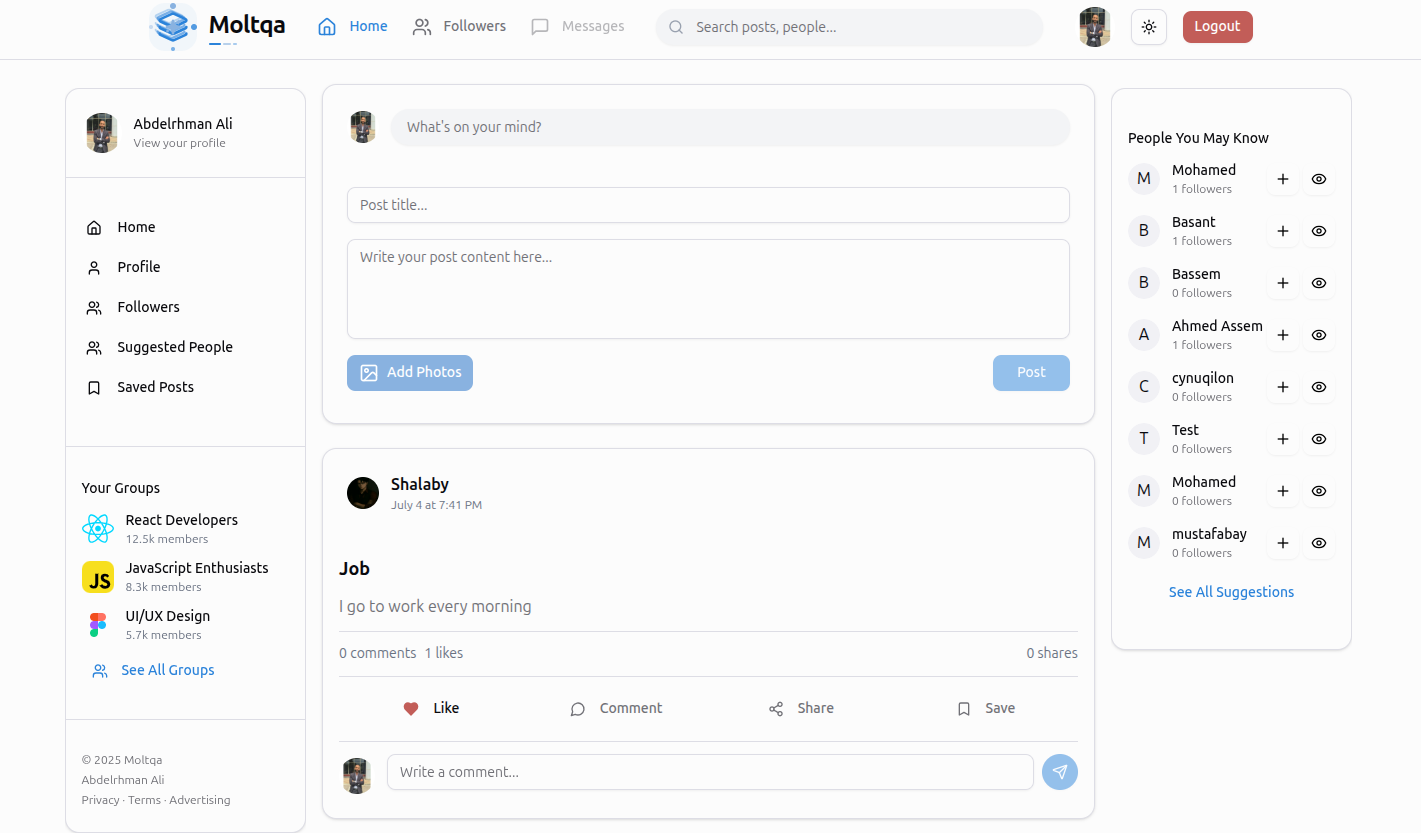 Moltqa
Home
Followers
Messages
Search posts, people...
Logout
Abdelrhman Ali
View your profile
Home
Profile
Followers
Suggested People
Saved Posts
Your Groups
React Developers
12.5k members
JS
JavaScript Enthusiasts
8.3k members
UI/UX Design
5.7k members
See All Groups
© 2025 Moltqa
Abdelrhman Ali
Privacy · Terms · Advertising
What's on your mind?
Post title...
Write your post content here...
Add Photos
Post
Shalaby
July 4 at 7:41 PM
Job
I go to work every morning
0 comments 1 likes
0 shares
Like
Comment
Share
Save
Write a comment...
People You May Know
M
Mohamed
1 followers
B
Basant
1 followers
B
Bassem
0 followers
A
Ahmed Assem
1 followers
C
cynuqilon
0 followers
T
Test
0 followers
M
Mohamed
0 followers
M
mustafabay
0 followers
See All Suggestions